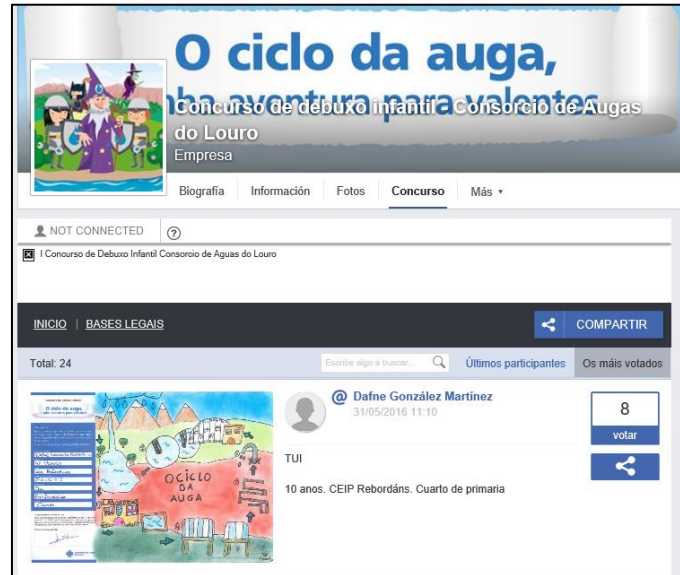 O ciclo da auga,
nha aventura para valentes
Concurso de debuxo infantil - Consorcio de Augas
do Louro
Empresa
Biografía Información Fotos Concurso Más
NOT CONNECTED ?
I Concurso de Debuxo Infantil Consorcio de Aguas do Louro
INICIO | BASES LEGAIS COMPARTIR
Total: 24 Escribe algo a buscar... Últimos participantes Os máis votados
@ Dafne González Martínez
31/05/2016 11:10
8
votar
TUI
10 anos. CEIP Rebordáns. Cuarto de primaria
O ciclo da auga,
O CICLO
DA
AUGA